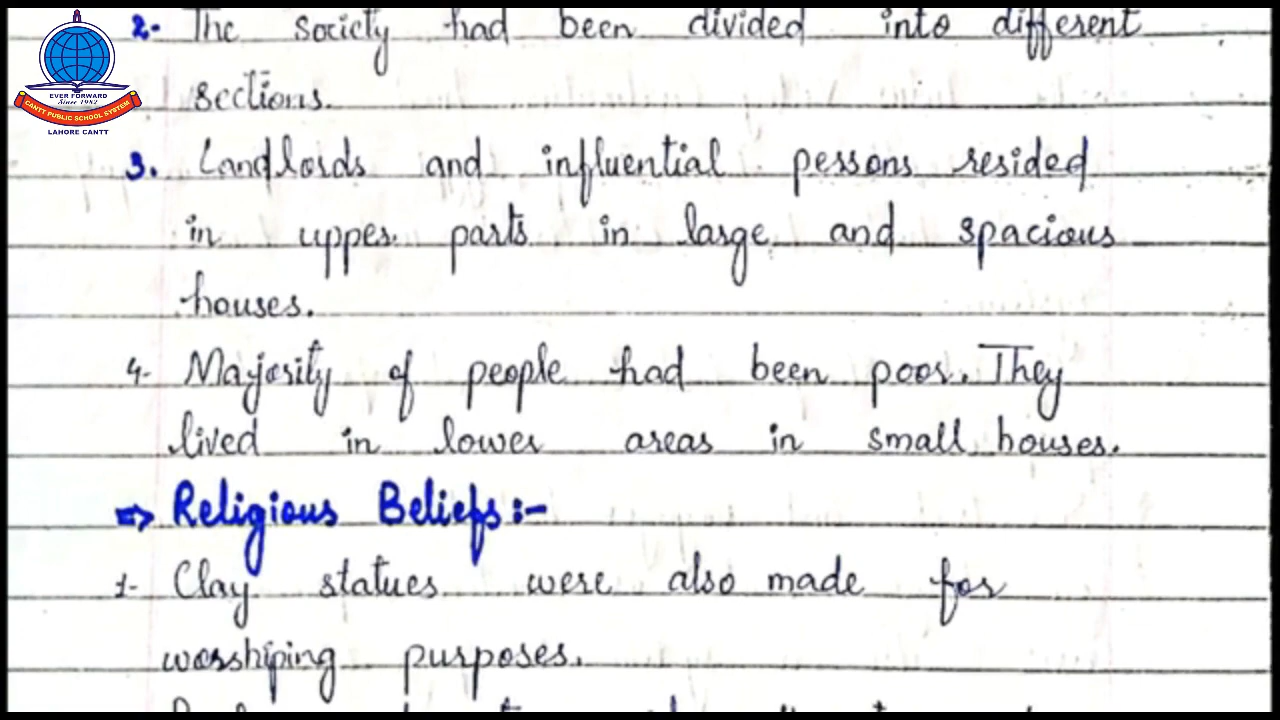 EVER FORWARD
Since 1982
CANTT PUBLIC SCHOOL SYSTEM
LAHORE CANTT
2- The society had been divided into different
sections.
3. Landlords and influential persons resided
in upper parts in large and spacious
houses.
4- Majority of people had been poor. They
lived in lower areas in small houses.
⇒ Religious Beliefs:-
1- Clay statues were also made for
worshiping purposes.